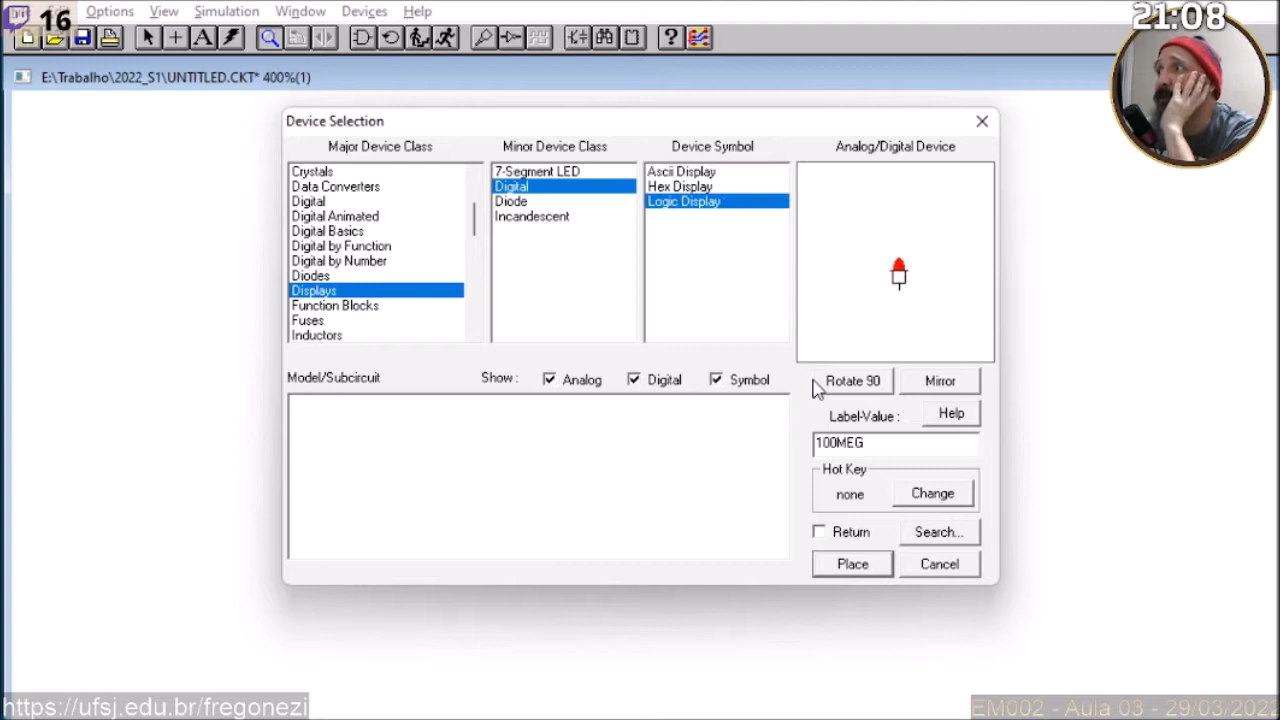 16
Options View Simulation Window Devices Help
21:08
E:\Trabalho\2022_S1\UNTITLED.CKT* 400%(1)
Device Selection
Major Device Class
Minor Device Class
Device Symbol
Analog/Digital Device
Crystals
Data Converters
Digital
Digital Animated
Digital Basics
Digital by Function
Digital by Number
Diodes
Displays
Function Blocks
Fuses
Inductors
7-Segment LED
Digital
Diode
Incandescent
Ascii Display
Hex Display
Logic Display
Model/Subcircuit
Show :
Analog
Digital
Symbol
Rotate 90
Mirror
Label-Value :
Help
100MEG
Hot Key
none
Change
Return
Search...
Place
Cancel
https://ufsj.edu.br/fregonezi
EM002 - Aula 03 - 29/03/2022